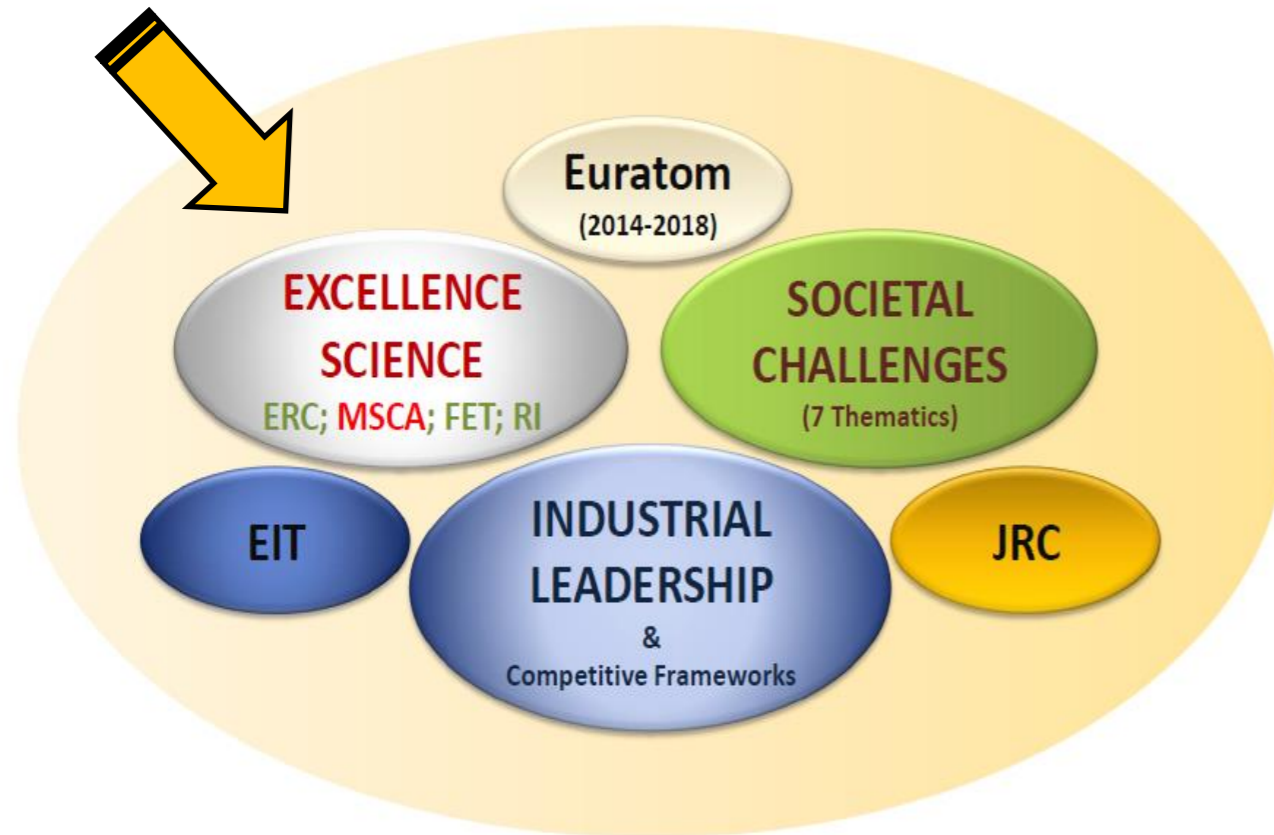 Euratom
(2014-2018)
EXCELLENCE
SCIENCE
ERC; MSCA; FET; RI
SOCIETAL
CHALLENGES
(7 Thematics)
EIT
INDUSTRIAL
LEADERSHIP
&
Competitive Frameworks
JRC